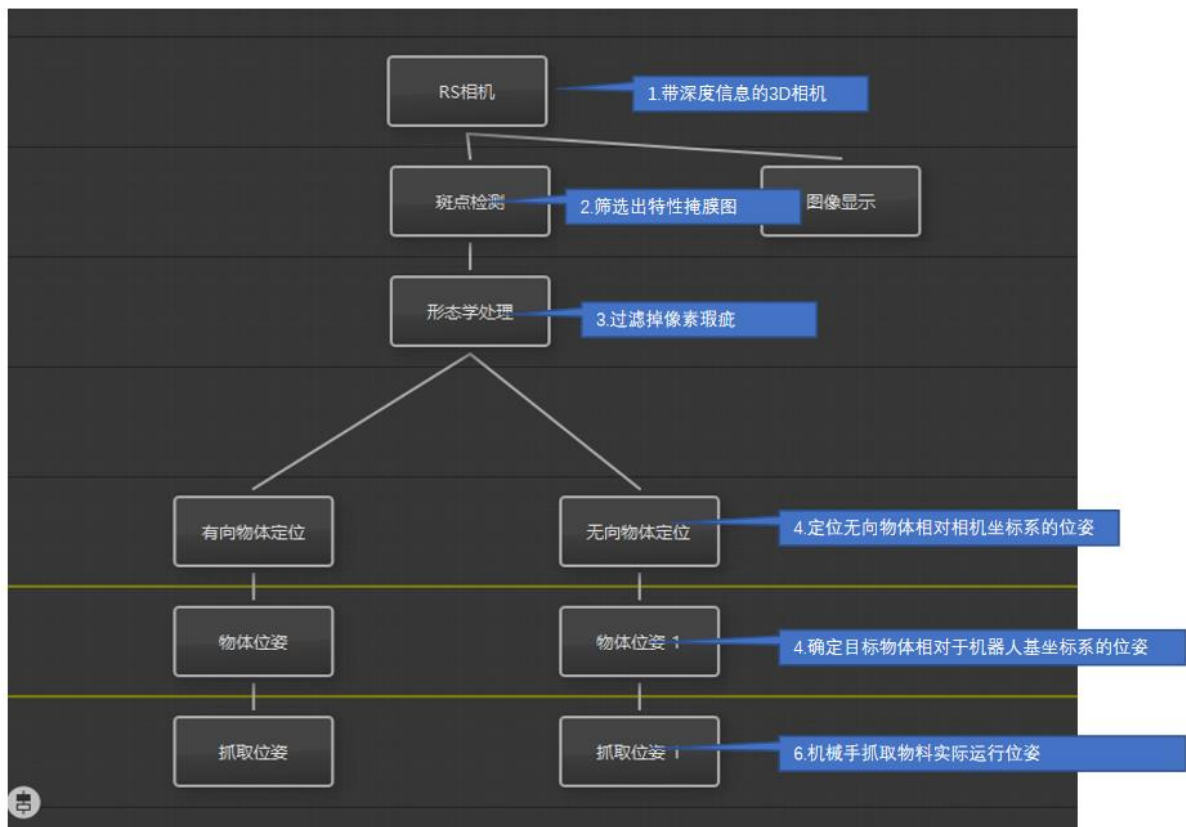 RS相机
1.带深度信息的3D相机
斑点检测
2.筛选出特性掩膜图
图像显示
形态学处理
3.过滤掉像素瑕疵
有向物体定位
无向物体定位
4.定位无向物体相对相机坐标系的位姿
物体位姿
物体位姿 1
4.确定目标物体相对于机器人基坐标系的位姿
抓取位姿
抓取位姿 1
6.机械手抓取物料实际运行位姿